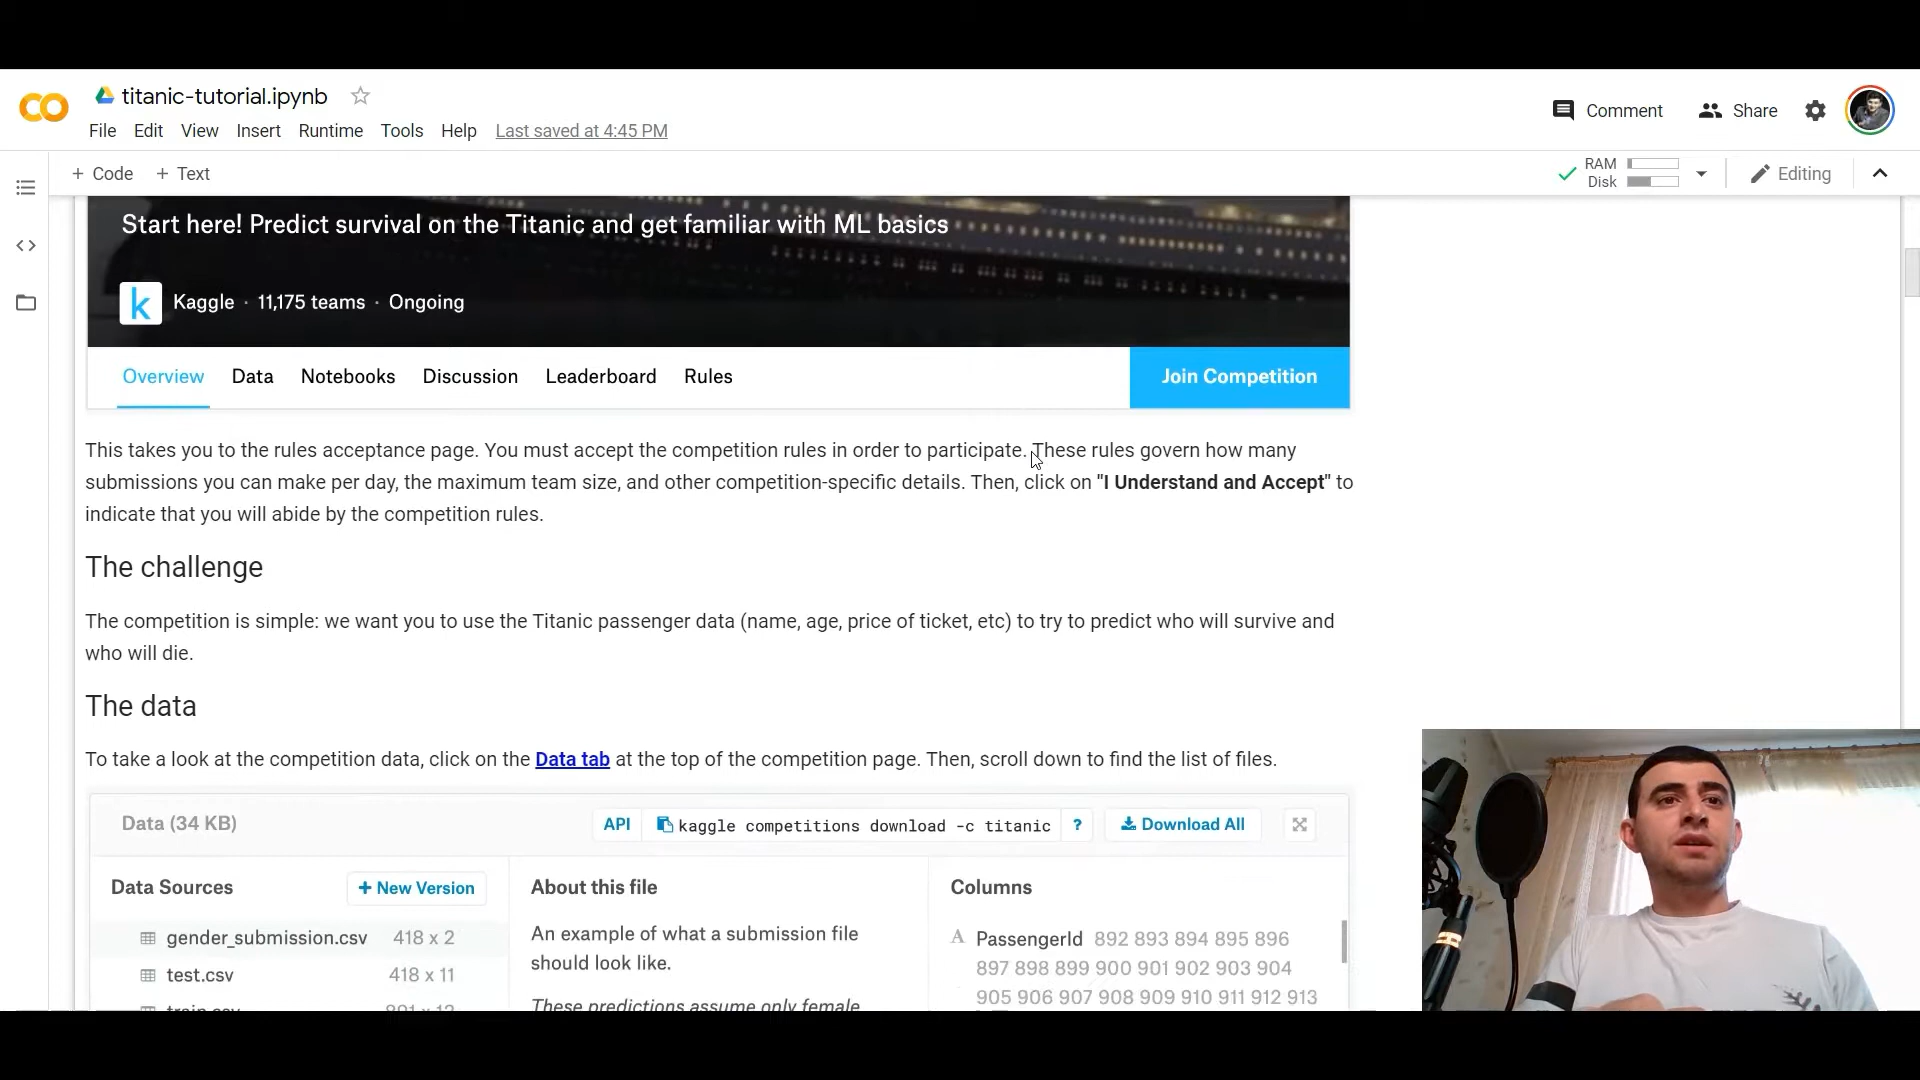 titanic-tutorial.ipynb
File Edit View Insert Runtime Tools Help Last saved at 4:45 PM
Comment Share
+ Code + Text
RAM
Disk
Editing
Start here! Predict survival on the Titanic and get familiar with ML basics
k Kaggle · 11,175 teams · Ongoing
Overview Data Notebooks Discussion Leaderboard Rules Join Competition
This takes you to the rules acceptance page. You must accept the competition rules in order to participate. These rules govern how many
submissions you can make per day, the maximum team size, and other competition-specific details. Then, click on "I Understand and Accept" to
indicate that you will abide by the competition rules.
The challenge
The competition is simple: we want you to use the Titanic passenger data (name, age, price of ticket, etc) to try to predict who will survive and
who will die.
The data
To take a look at the competition data, click on the Data tab at the top of the competition page. Then, scroll down to find the list of files.
Data (34 KB) API kaggle competitions download -c titanic ? Download All
Data Sources + New Version
gender_submission.csv 418 x 2
test.csv 418 x 11
train.csv 891 x 12
About this file
An example of what a submission file
should look like.
These predictions assume only female
Columns
A PassengerId 892 893 894 895 896
897 898 899 900 901 902 903 904
905 906 907 908 909 910 911 912 913